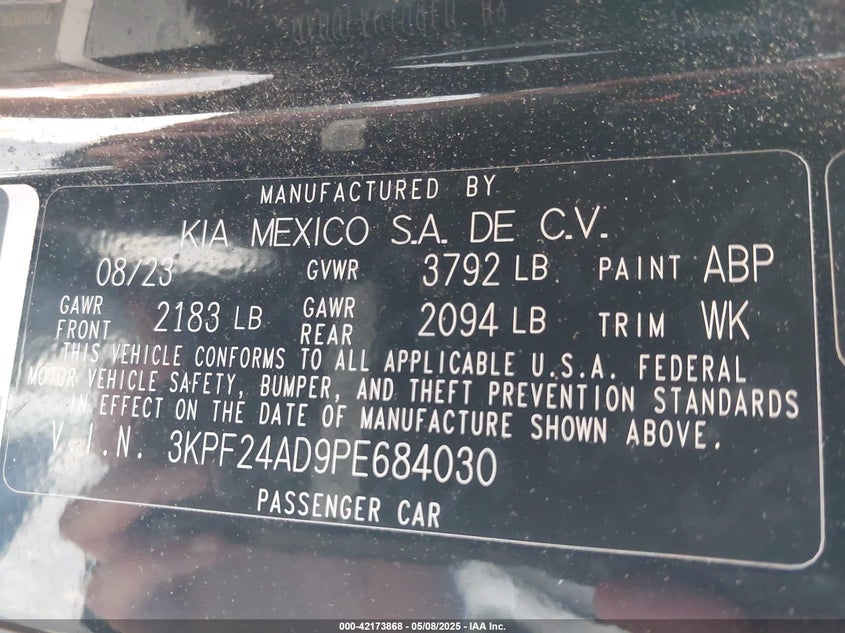 MANUFACTURED BY
KIA MEXICO S.A. DE C.V.
08/23 GVWR 3792 LB PAINT ABP
GAWR FRONT 2183 LB GAWR REAR 2094 LB TRIM WK
THIS VEHICLE CONFORMS TO ALL APPLICABLE U.S.A. FEDERAL
MOTOR VEHICLE SAFETY, BUMPER, AND THEFT PREVENTION STANDARDS
IN EFFECT ON THE DATE OF MANUFACTURE SHOWN ABOVE.
V.I.N. 3KPF24AD9PE684030
PASSENGER CAR
000-42173868 - 05/08/2025 - IAA Inc.